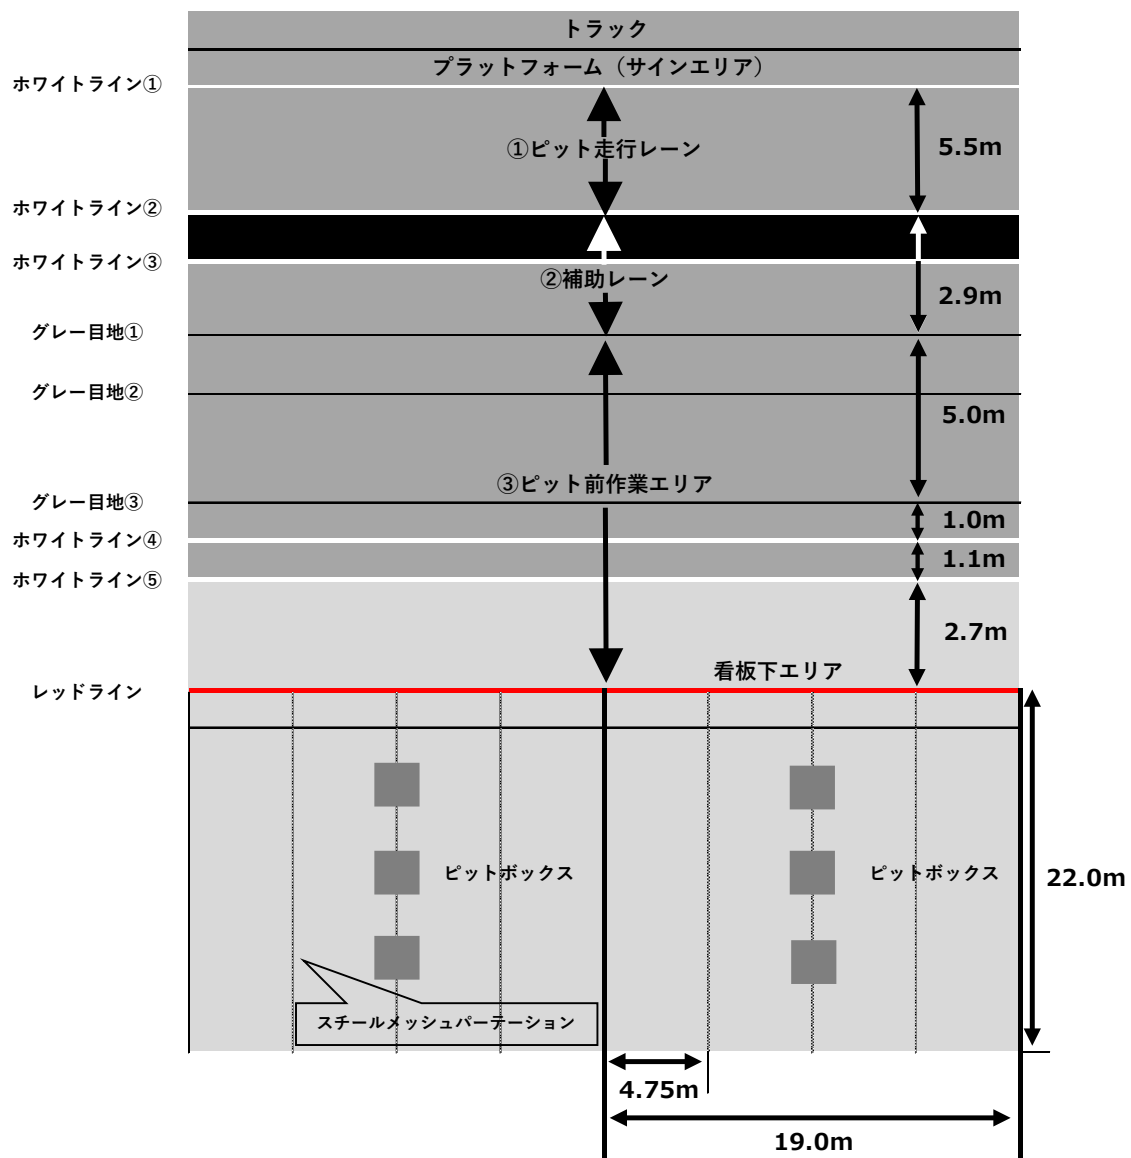 トラック
プラットフォーム（サインエリア）
ホワイトライン①
①ピット走行レーン
5.5m
ホワイトライン②
ホワイトライン③
②補助レーン
2.9m
グレー目地①
グレー目地②
5.0m
③ピット前作業エリア
グレー目地③
1.0m
ホワイトライン④
1.1m
ホワイトライン⑤
2.7m
看板下エリア
レッドライン
ピットボックス
ピットボックス
22.0m
スチールメッシュパーテーション
4.75m
19.0m